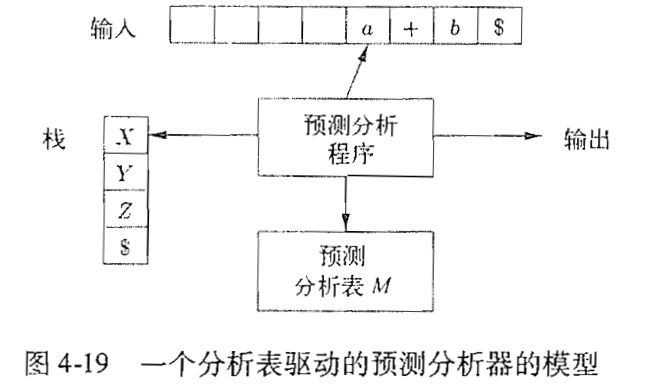 输入 a + b $
栈 X Y Z $
预测分析
程序
输出
预测
分析表 M
图 4-19 一个分析表驱动的预测分析器的模型